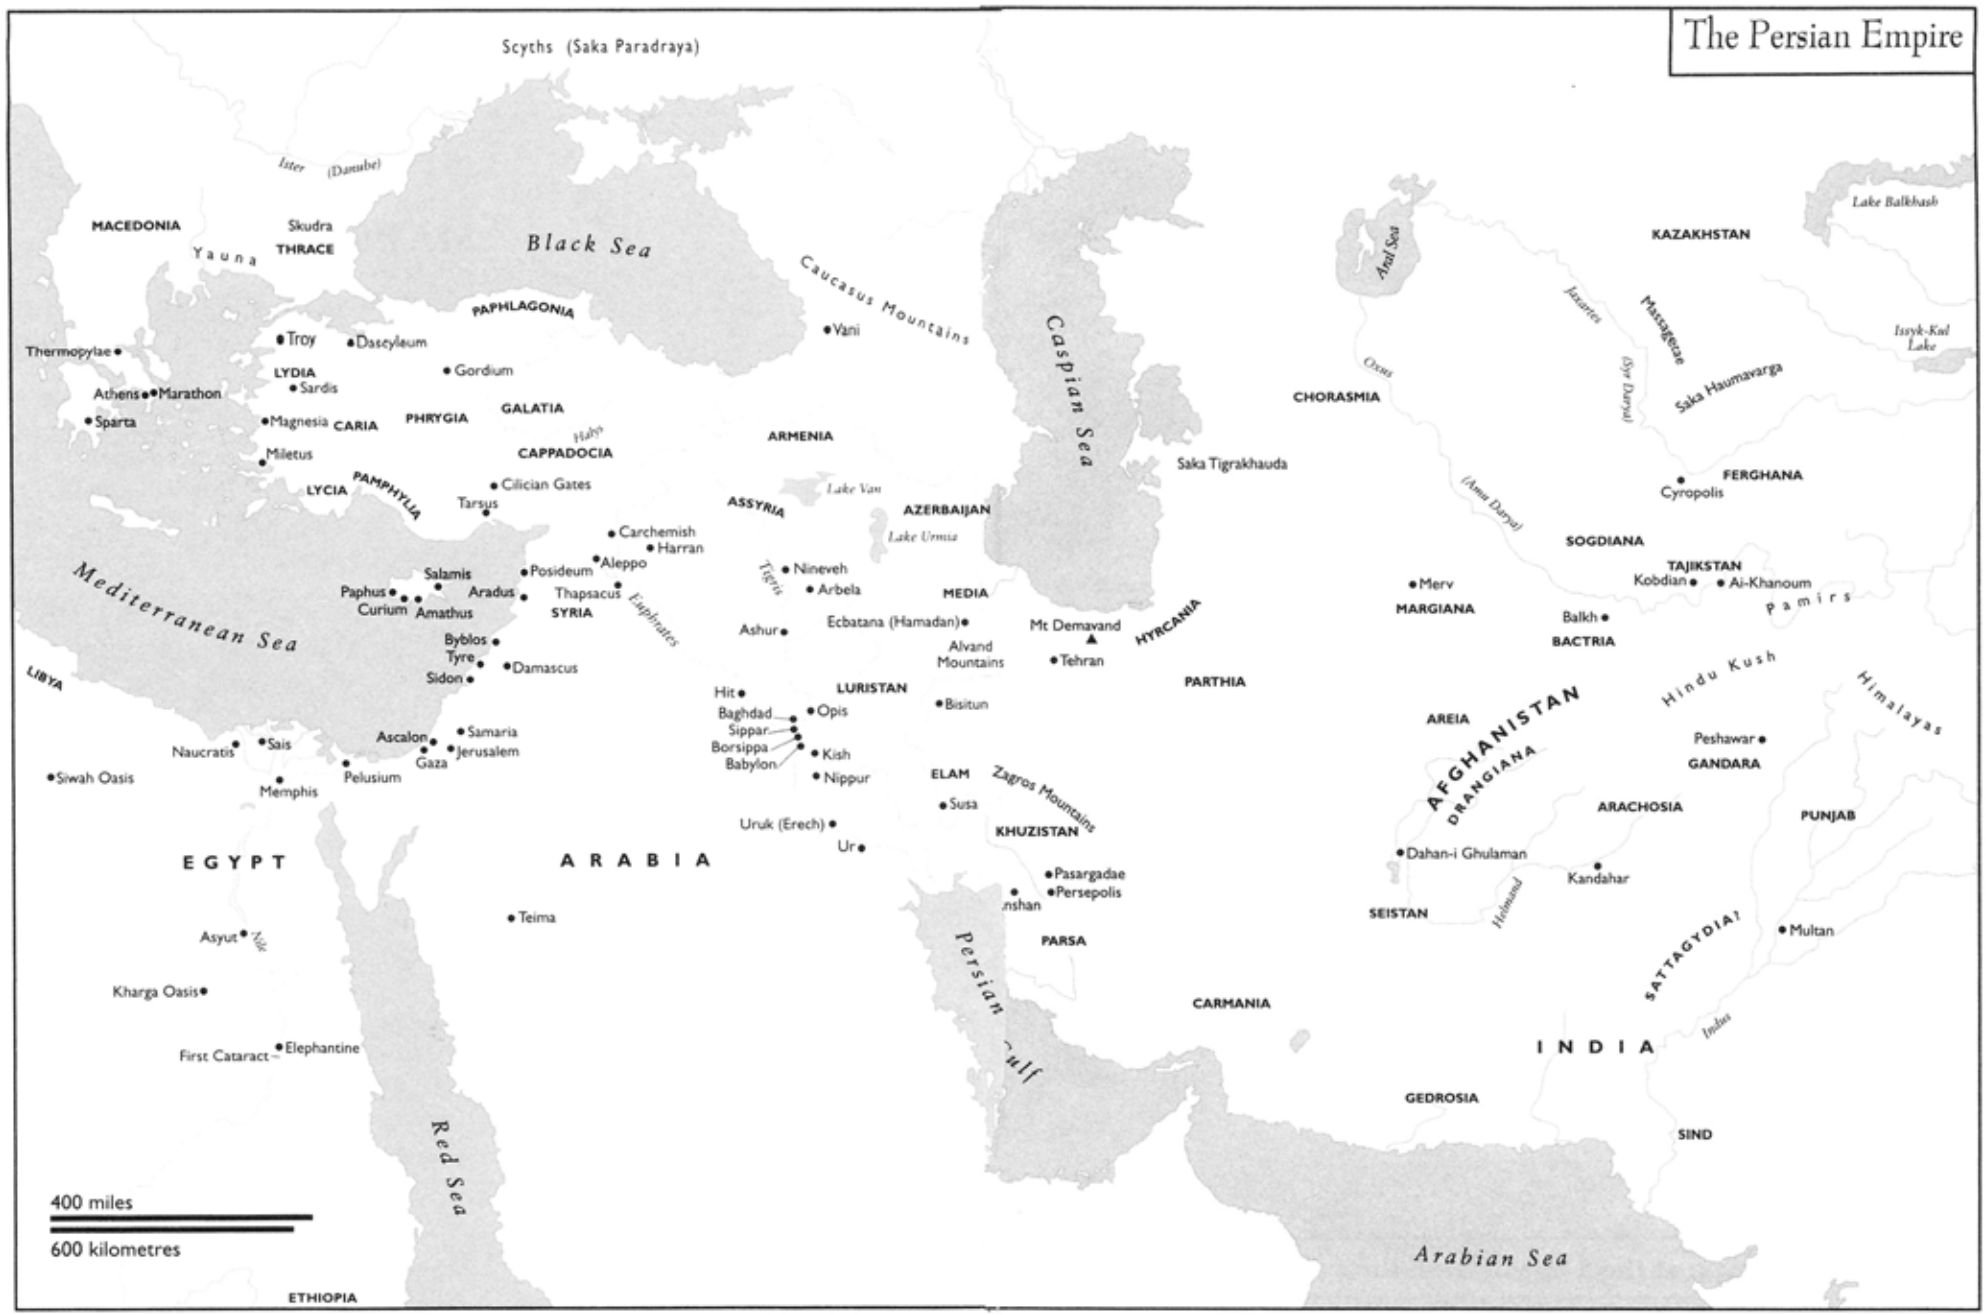 The Persian Empire
Scyths (Saka Paradraya)
Ister (Danube)
Lake Balkhash
MACEDONIA
Skudra
THRACE
Yauna
Black Sea
Caucasus Mountains
Caspian Sea
Aral Sea
KAZAKHSTAN
Jaxartes
(Syr Darya)
Massagetae
Issyk-Kul
Lake
Saka Haumavarga
PAPHLAGONIA
Troy
Dascyleum
Vani
Thermopylae
LYDIA
Sardis
Gordium
Oxus
Athens
Marathon
CHORASMIA
Sparta
Magnesia
CARIA
PHRYGIA
GALATIA
Halys
ARMENIA
Miletus
CAPPADOCIA
Saka Tigrakhauda
LYCIA
PAMPHYLIA
Cilician Gates
Tarsus
Lake Van
ASSYRIA
AZERBAIJAN
Lake Urmia
(Amu Darya)
FERGHANA
Cyropolis
SOGDIANA
Carchemish
Harran
Aleppo
Posideum
Thapsacus
Nineveh
Arbela
Tigris
Euphrates
MEDIA
TAJIKSTAN
Kobdian
Ai-Khanoum
Pamirs
Merv
MARGIANA
Balkh
BACTRIA
Mediterranean Sea
Salamis
Paphus
Curium
Amathus
Aradus
SYRIA
Ashur
Ecbatana (Hamadan)
Alvand
Mountains
Mt Demavand
Tehran
HYRCANIA
Byblos
Tyre
Sidon
Damascus
LIBYA
Hit
LURISTAN
Bisitun
PARTHIA
Hindu Kush
Himalayas
Baghdad
Opis
Sippar
Borsippa
Babylon
Kish
Nippur
AREIA
AFGHANISTAN
DRANGIANA
Peshawar
GANDARA
Naucratis
Sais
Ascalon
Samaria
Gaza
Jerusalem
Siwah Oasis
Memphis
Pelusium
ELAM
Susa
Zagros Mountains
KHUZISTAN
ARACHOSIA
PUNJAB
Uruk (Erech)
Ur
EGYPT
ARABIA
Pasargadae
Persepolis
nshan
Dahan-i Ghulaman
Kandahar
Helmand
SEISTAN
Teima
Asyut
Nile
PARSA
Persian
ulf
SATTAGYDIA?
Multan
Kharga Oasis
CARMANIA
Indus
INDIA
First Cataract
Elephantine
GEDROSIA
SIND
Red Sea
400 miles
600 kilometres
Arabian Sea
ETHIOPIA